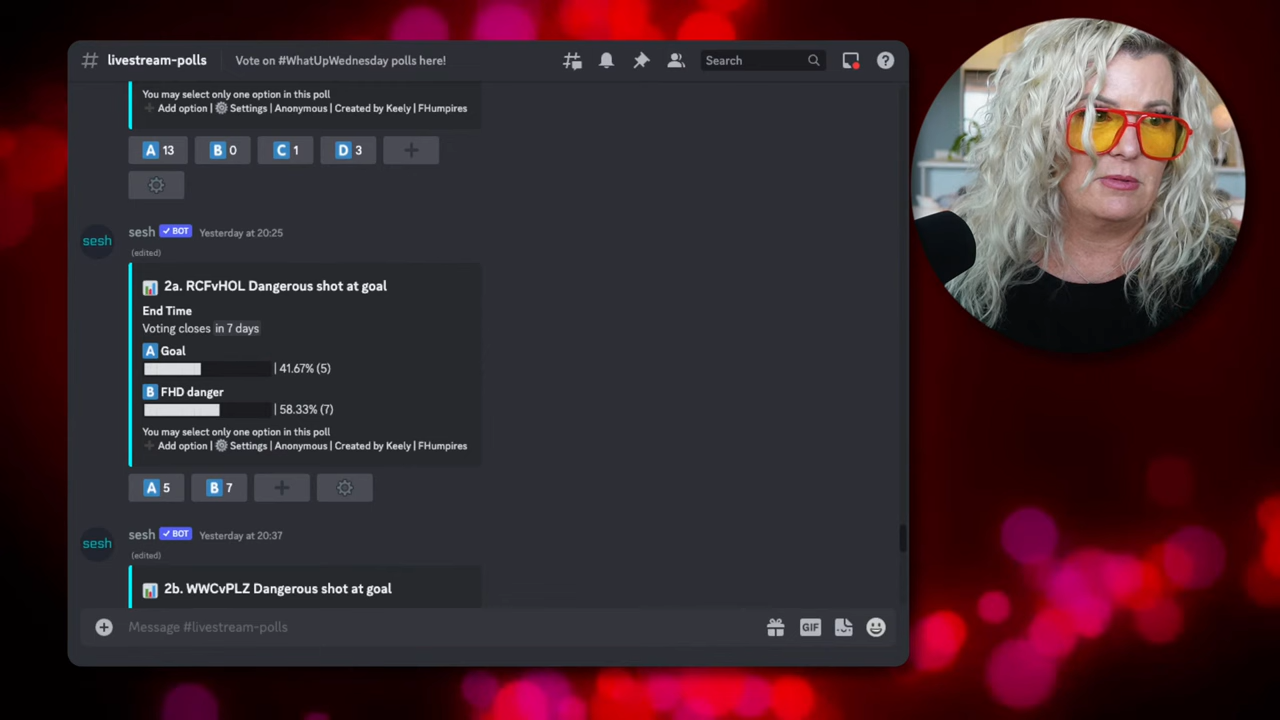 # livestream-polls Vote on #WhatUpWednesday polls here! Search ?
You may select only one option in this poll
+ Add option | Settings | Anonymous | Created by Keely | FHumpires
A 13 B 0 C 1 D 3 +
sesh ✓ BOT Yesterday at 20:25
sesh
(edited)
2a. RCFvHOL Dangerous shot at goal
End Time
Voting closes in 7 days
A Goal
| 41.67% (5)
B FHD danger
| 58.33% (7)
You may select only one option in this poll
+ Add option | Settings | Anonymous | Created by Keely | FHumpires
A 5 B 7 +
sesh ✓ BOT Yesterday at 20:37
sesh
(edited)
2b. WWCvPLZ Dangerous shot at goal
+ Message #livestream-polls GIF